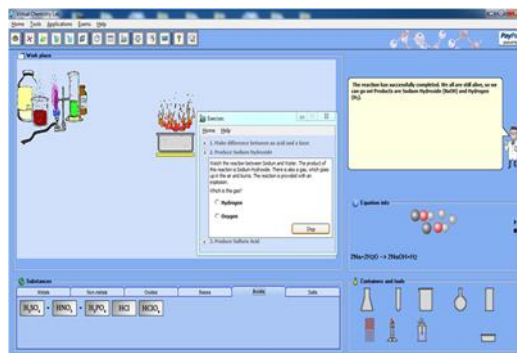 Virtual Chemistry Lab
Home Tools Applications Exams Help
PayPal
Work place
The reaction has successfully completed. We all are still alive, so we
can go on! Products are Sodium Hydroxide (NaOH) and Hydrogen
(H₂).
Exercises
Home Help
1. Make difference between an acid and a base
2. Produce Sodium Hydroxide
Watch the reaction between Sodium and Water. The product of
this reaction is Sodium Hydroxide. There is also a gas, which goes
up in the air and burns. The reaction is provided with an
explosion.
Which is the gas?
Hydrogen
Oxygen
3. Produce Sulfuric Acid
Equation info
2Na+2H₂O -> 2NaOH+H₂
Substances
Metals Non-metals Oxides Bases Acids Salts
H₂SO₄ HNO₃ H₃PO₄ HCl HClO₄
Containers and tools